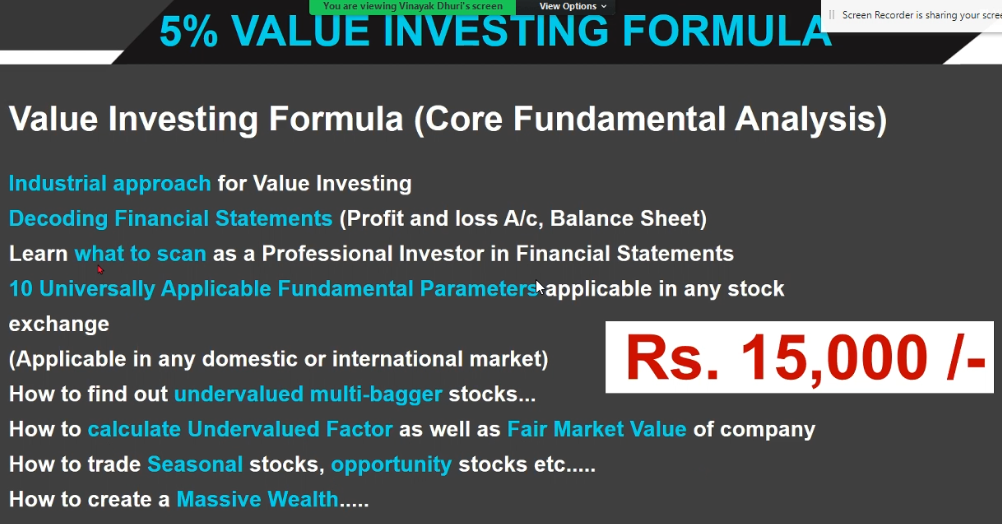 You are viewing Vinayak Dhuri's screen
View Options
Screen Recorder is sharing your
5% VALUE INVESTING FORMULA
Value Investing Formula (Core Fundamental Analysis)
Industrial approach for Value Investing
Decoding Financial Statements (Profit and loss A/c, Balance Sheet)
Learn what to scan as a Professional Investor in Financial Statements
10 Universally Applicable Fundamental Parameters applicable in any stock
exchange
(Applicable in any domestic or international market)
Rs. 15,000 /-
How to find out undervalued multi-bagger stocks...
How to calculate Undervalued Factor as well as Fair Market Value of company
How to trade Seasonal stocks, opportunity stocks etc.....
How to create a Massive Wealth.....